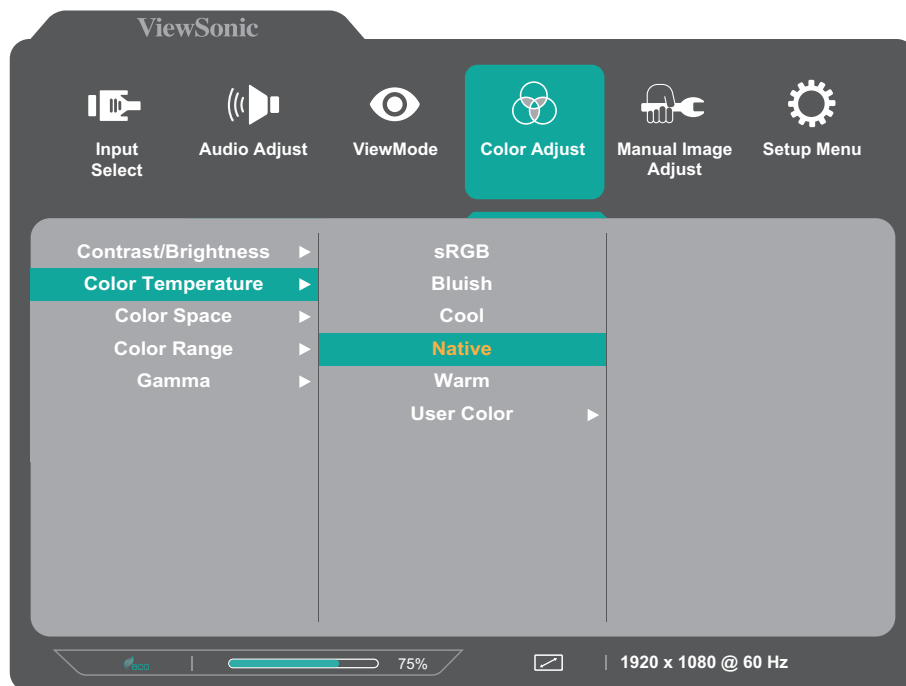 ViewSonic
Input
Select
Audio Adjust
ViewMode
Color Adjust
Manual Image
Adjust
Setup Menu
Contrast/Brightness
Color Temperature
Color Space
Color Range
Gamma
sRGB
Bluish
Cool
Native
Warm
User Color
eco
75%
1920 x 1080 @ 60 Hz